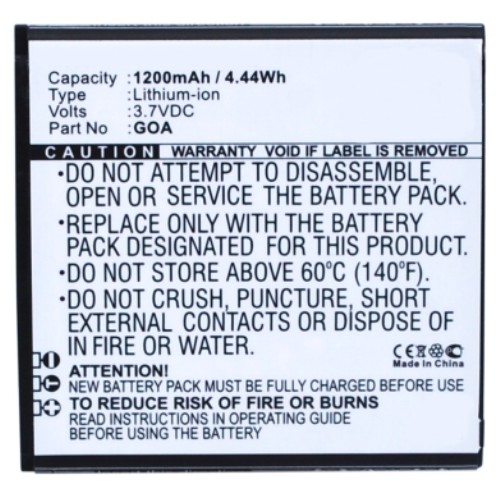 Capacity :1200mAh / 4.44Wh
Type :Lithium-ion
Volts :3.7VDC
Part No :GOA
CAUTION WARRANTY VOID IF LABEL IS REMOVED
•DO NOT ATTEMPT TO DISASSEMBLE,
OPEN OR SERVICE THE BATTERY PACK.
•REPLACE ONLY WITH THE BATTERY
PACK DESIGNATED FOR THIS PRODUCT.
•DO NOT STORE ABOVE 60°C (140°F).
•DO NOT CRUSH, PUNCTURE, SHORT
EXTERNAL CONTACTS OR DISPOSE OF
IN FIRE OR WATER.
CE
Made In China
ATTENTION!
NEW BATTERY PACK MUST BE FULLY CHARGED BEFORE USE
TO REDUCE RISK OF FIRE OR BURNS
READ INSTRUCTIONS IN OPERATING GUIDE
BEFORE USING THIS BATTERY.